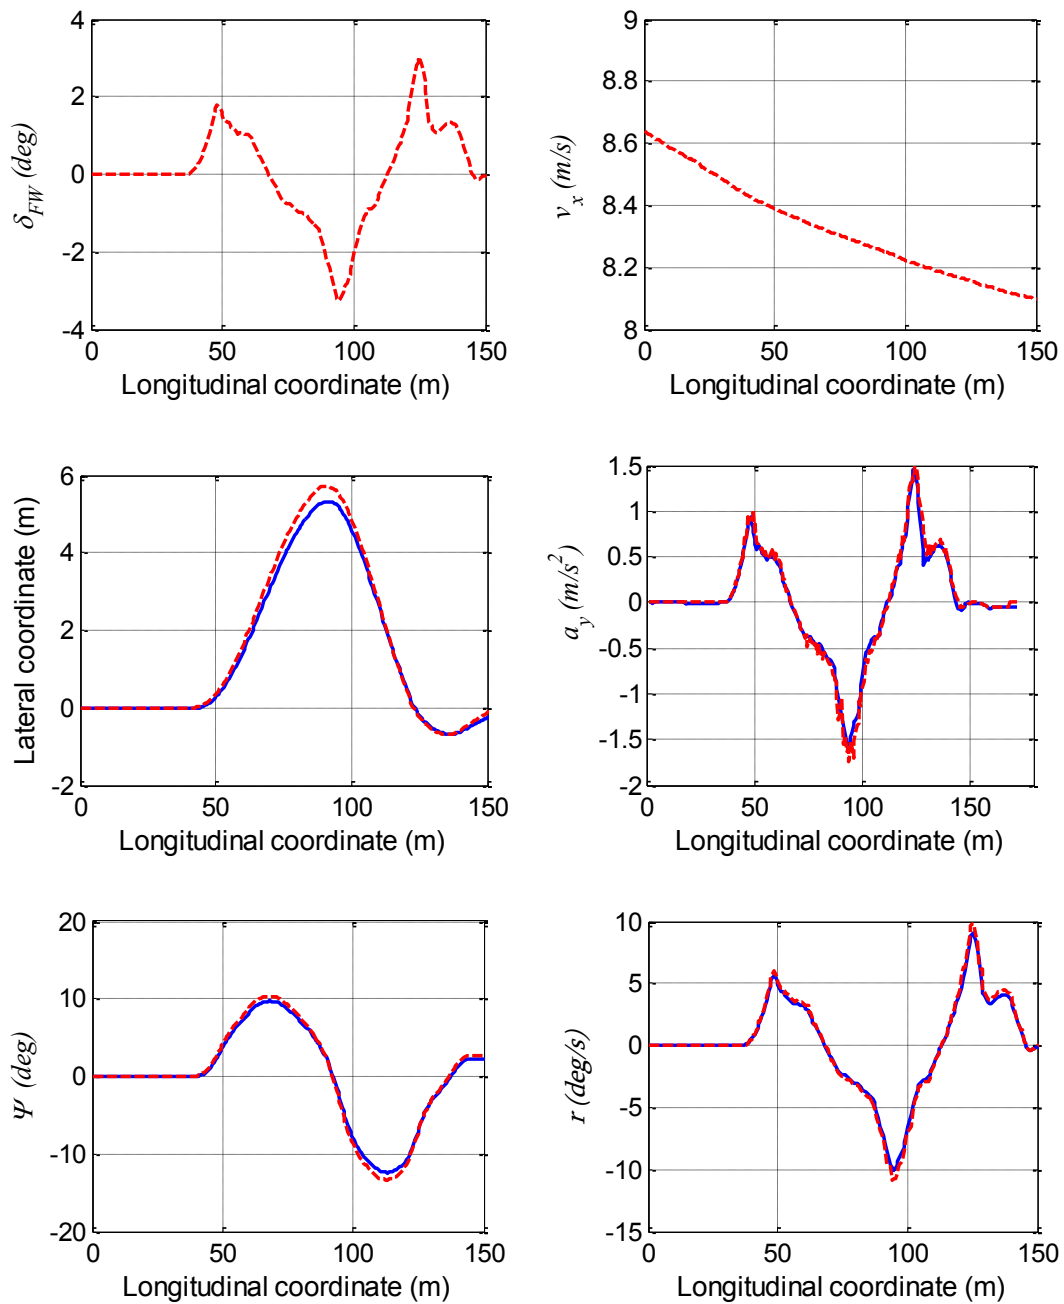 4
2
0
-2
-4
0 50 100 150
δFW (deg)
Longitudinal coordinate (m)
9
8.8
8.6
8.4
8.2
8
0 50 100 150
vx (m/s)
Longitudinal coordinate (m)
6
4
2
0
-2
0 50 100 150
Lateral coordinate (m)
Longitudinal coordinate (m)
1.5
1
0.5
0
-0.5
-1
-1.5
-2
0 50 100 150
ay (m/s²)
Longitudinal coordinate (m)
20
10
0
-10
-20
0 50 100 150
Ψ (deg)
Longitudinal coordinate (m)
10
5
0
-5
-10
-15
0 50 100 150
r (deg/s)
Longitudinal coordinate (m)